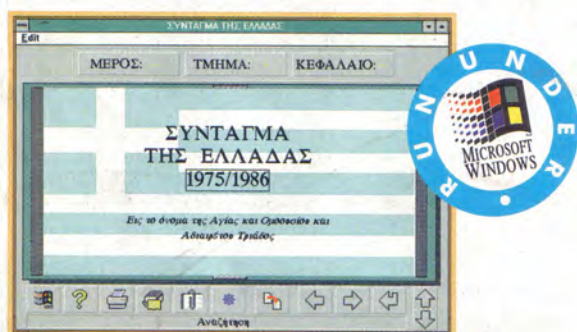 ΣΥΝΤΑΓΜΑ ΤΗΣ ΕΛΛΑΔΑΣ
Edit
ΜΕΡΟΣ: ΤΜΗΜΑ: ΚΕΦΑΛΑΙΟ:
ΣΥΝΤΑΓΜΑ
ΤΗΣ ΕΛΛΑΔΑΣ
1975/1986
Εις το όνομα της Αγίας και Ομοουσίου και
Αδιαιρέτου Τριάδος
Αναζήτηση
RUN UNDER
MICROSOFT
WINDOWS